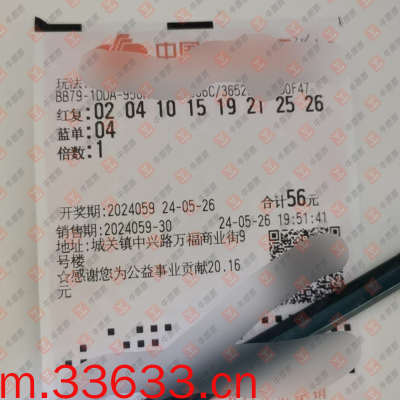 中国
玩法:
红复: 02 04 10 15 19 21 25 26
蓝单: 04
倍数: 1
开奖期: 2024059 24-05-26 合计56元
销售期: 2024059-30 24-05-26 19:51:41
地址: 城关镇中兴路万福商业街9
号楼
☆感谢您为公益事业贡献20.16
元
m.33633.cn